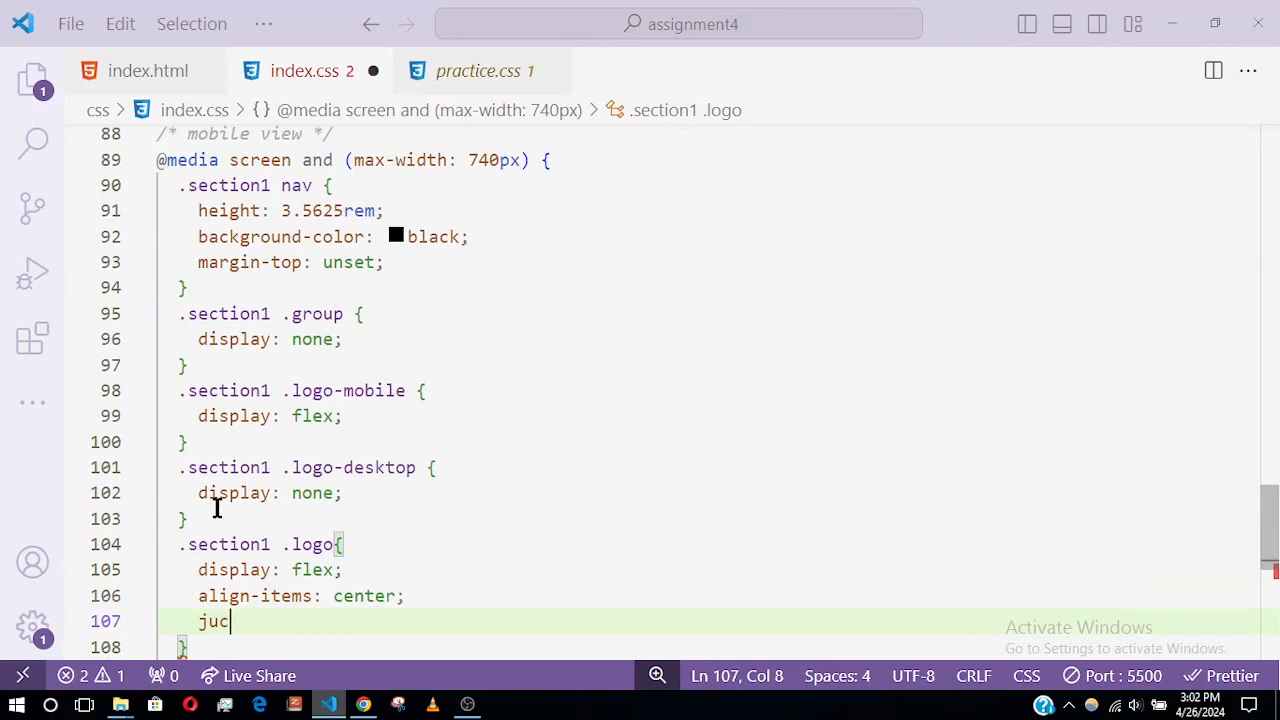 File Edit Selection ··· assignment4
index.html index.css 2 practice.css 1
css > index.css > {} @media screen and (max-width: 740px) > .section1 .logo
88 /* mobile view */
89 @media screen and (max-width: 740px) {
90 .section1 nav {
91 height: 3.5625rem;
92 background-color: black;
93 margin-top: unset;
94 }
95 .section1 .group {
96 display: none;
97 }
98 .section1 .logo-mobile {
99 display: flex;
100 }
101 .section1 .logo-desktop {
102 display: none;
103 }
104 .section1 .logo{
105 display: flex;
106 align-items: center;
107 juc
108 }
1
1
Activate Windows
Go to Settings to activate Windows.
2 1 0 Live Share Ln 107, Col 8 Spaces: 4 UTF-8 CRLF CSS Port : 5500 Prettier
3:02 PM
4/26/2024